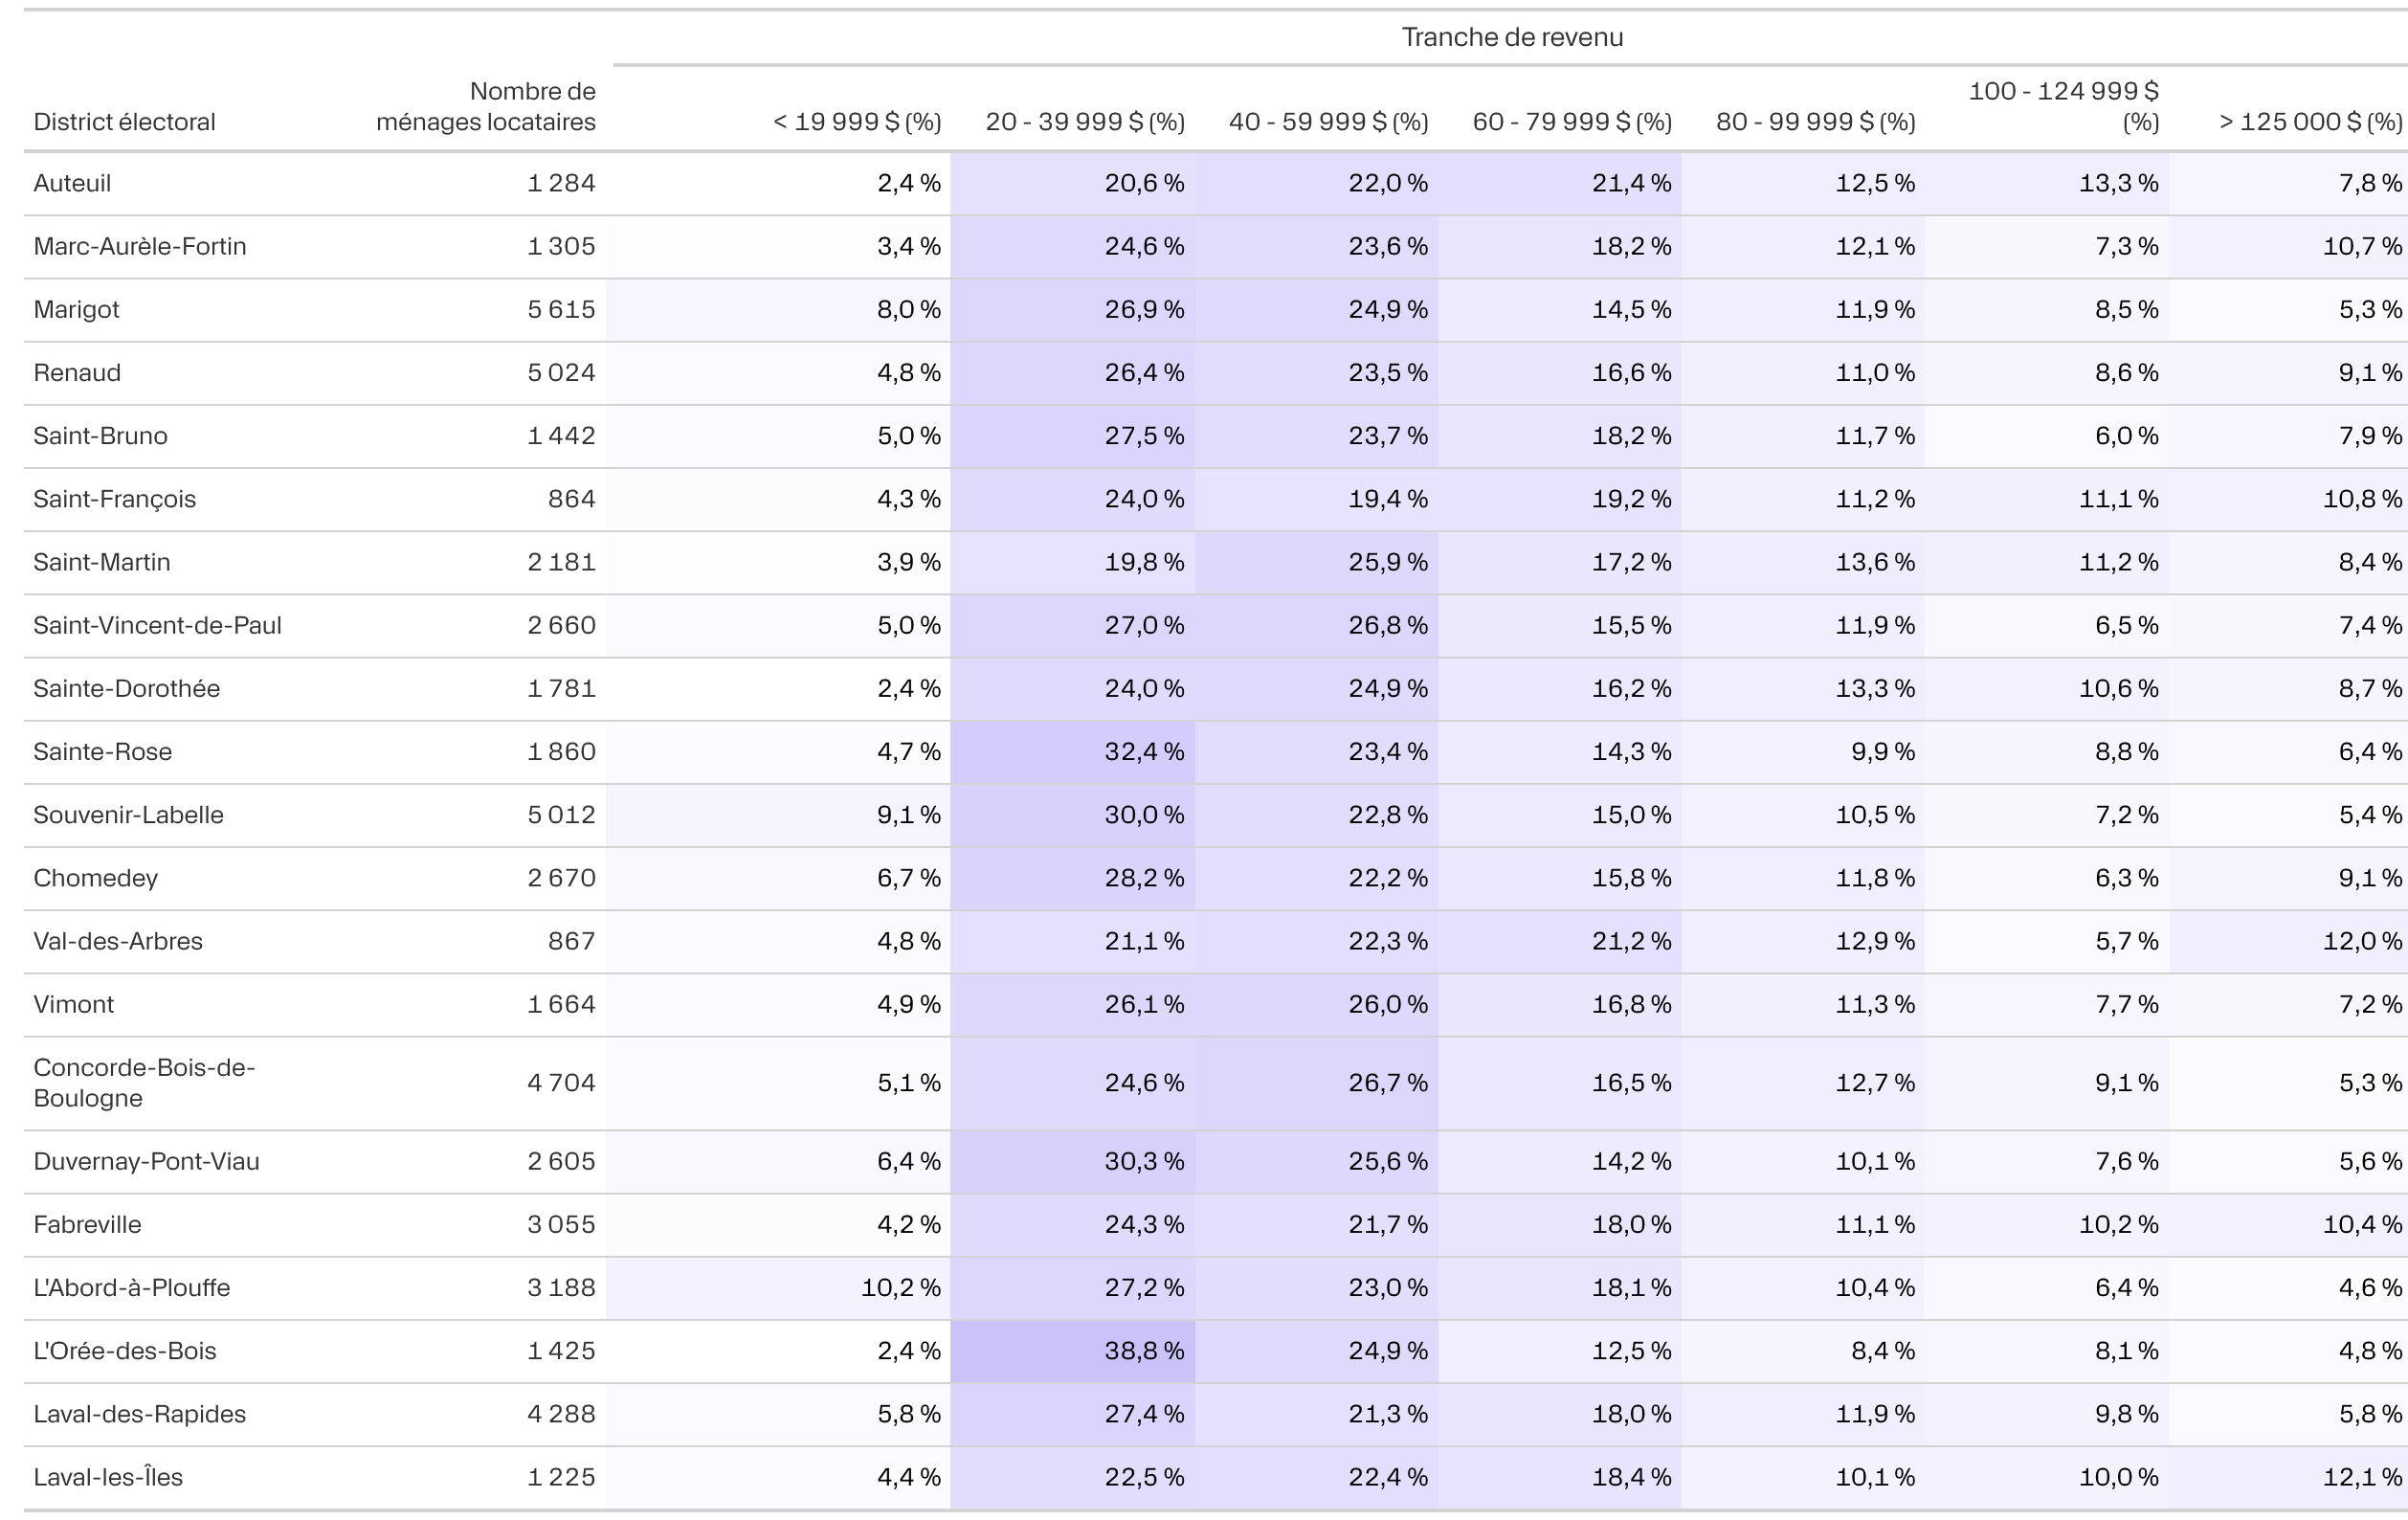 Tranche de revenu
District électoral Nombre de ménages locataires < 19 999 $ (%) 20 - 39 999 $ (%) 40 - 59 999 $ (%) 60 - 79 999 $ (%) 80 - 99 999 $ (%) 100 - 124 999 $ (%) > 125 000 $ (%)
Auteuil 1 284 2,4 % 20,6 % 22,0 % 21,4 % 12,5 % 13,3 % 7,8 %
Marc-Aurèle-Fortin 1 305 3,4 % 24,6 % 23,6 % 18,2 % 12,1 % 7,3 % 10,7 %
Marigot 5 615 8,0 % 26,9 % 24,9 % 14,5 % 11,9 % 8,5 % 5,3 %
Renaud 5 024 4,8 % 26,4 % 23,5 % 16,6 % 11,0 % 8,6 % 9,1 %
Saint-Bruno 1 442 5,0 % 27,5 % 23,7 % 18,2 % 11,7 % 6,0 % 7,9 %
Saint-François 864 4,3 % 24,0 % 19,4 % 19,2 % 11,2 % 11,1 % 10,8 %
Saint-Martin 2 181 3,9 % 19,8 % 25,9 % 17,2 % 13,6 % 11,2 % 8,4 %
Saint-Vincent-de-Paul 2 660 5,0 % 27,0 % 26,8 % 15,5 % 11,9 % 6,5 % 7,4 %
Sainte-Dorothée 1 781 2,4 % 24,0 % 24,9 % 16,2 % 13,3 % 10,6 % 8,7 %
Sainte-Rose 1 860 4,7 % 32,4 % 23,4 % 14,3 % 9,9 % 8,8 % 6,4 %
Souvenir-Labelle 5 012 9,1 % 30,0 % 22,8 % 15,0 % 10,5 % 7,2 % 5,4 %
Chomedey 2 670 6,7 % 28,2 % 22,2 % 15,8 % 11,8 % 6,3 % 9,1 %
Val-des-Arbres 867 4,8 % 21,1 % 22,3 % 21,2 % 12,9 % 5,7 % 12,0 %
Vimont 1 664 4,9 % 26,1 % 26,0 % 16,8 % 11,3 % 7,7 % 7,2 %
Concorde-Bois-de-
Boulogne 4 704 5,1 % 24,6 % 26,7 % 16,5 % 12,7 % 9,1 % 5,3 %
Duvernay-Pont-Viau 2 605 6,4 % 30,3 % 25,6 % 14,2 % 10,1 % 7,6 % 5,6 %
Fabreville 3 055 4,2 % 24,3 % 21,7 % 18,0 % 11,1 % 10,2 % 10,4 %
L'Abord-à-Plouffe 3 188 10,2 % 27,2 % 23,0 % 18,1 % 10,4 % 6,4 % 4,6 %
L'Orée-des-Bois 1 425 2,4 % 38,8 % 24,9 % 12,5 % 8,4 % 8,1 % 4,8 %
Laval-des-Rapides 4 288 5,8 % 27,4 % 21,3 % 18,0 % 11,9 % 9,8 % 5,8 %
Laval-les-Îles 1 225 4,4 % 22,5 % 22,4 % 18,4 % 10,1 % 10,0 % 12,1 %